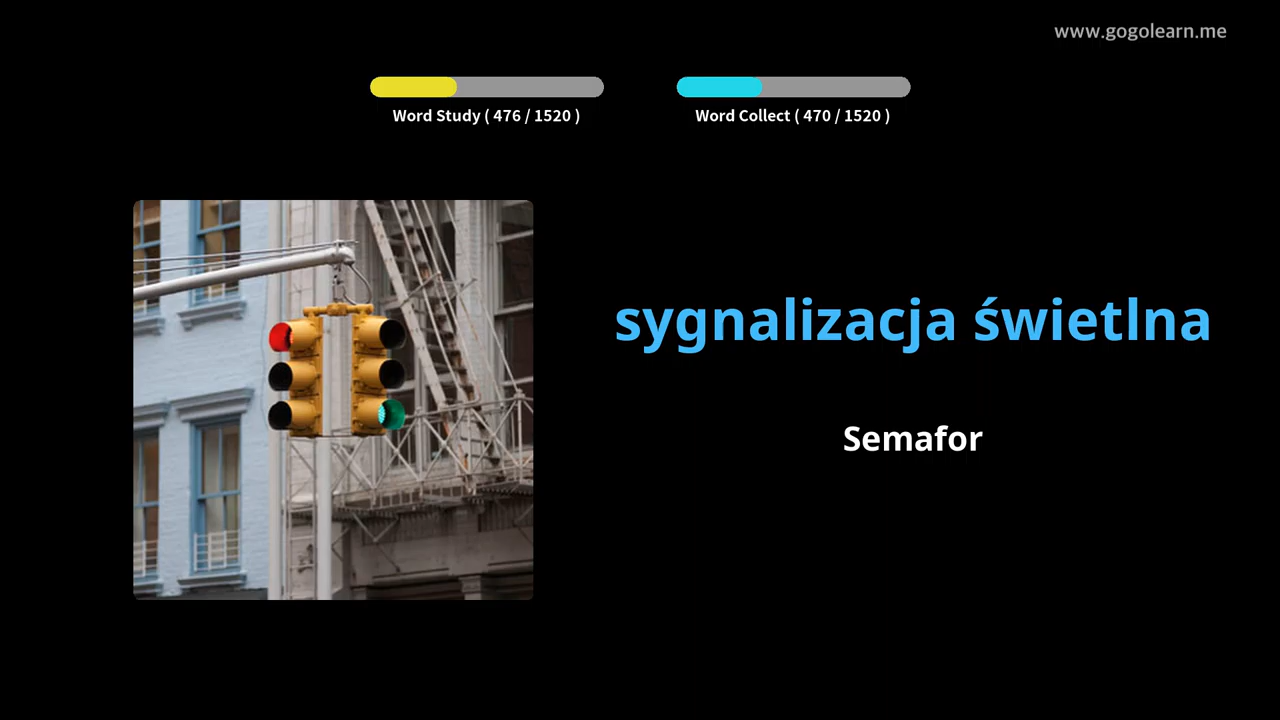 www.gogolearn.me
Word Study ( 476 / 1520 )
Word Collect ( 470 / 1520 )
sygnalizacja świetlna
Semafor